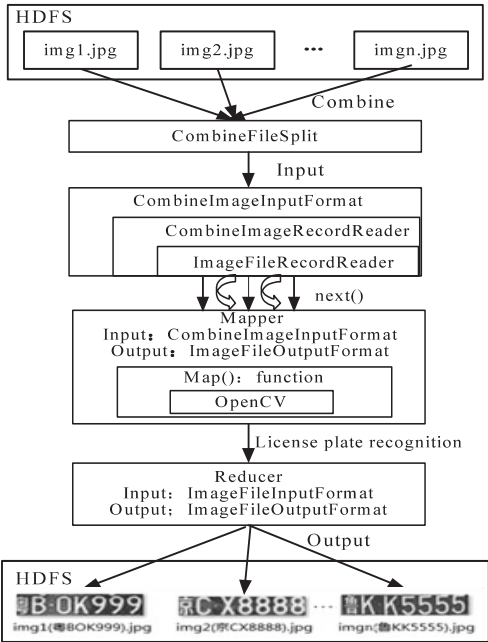 HDFS
img1.jpg img2.jpg ··· imgn.jpg
Combine
CombineFileSplit
Input
CombineImageInputFormat
CombineImageRecordReader
ImageFileRecordReader
next()
Mapper
Input：CombineImageInputFormat
Output：ImageFileOutputFormat
Map()：function
OpenCV
License plate recognition
Reducer
Input：ImageFileInputFormat
Output；ImageFileOutputFormat
Output
HDFS
粤B·OK999 京C·X8888 ··· 鲁K K5555
img1(粤BOK999).jpg img2(京CX8888).jpg imgn(鲁KK5555).jpg